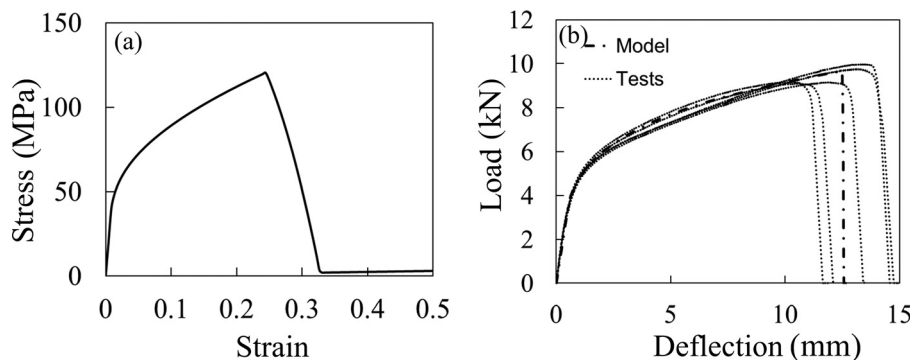 (a)
150
100
50
0
Stress (MPa)
0 0.1 0.2 0.3 0.4 0.5
Strain
(b)
Model
Tests
12
10
8
6
4
2
0
Load (kN)
0 5 10 15
Deflection (mm)